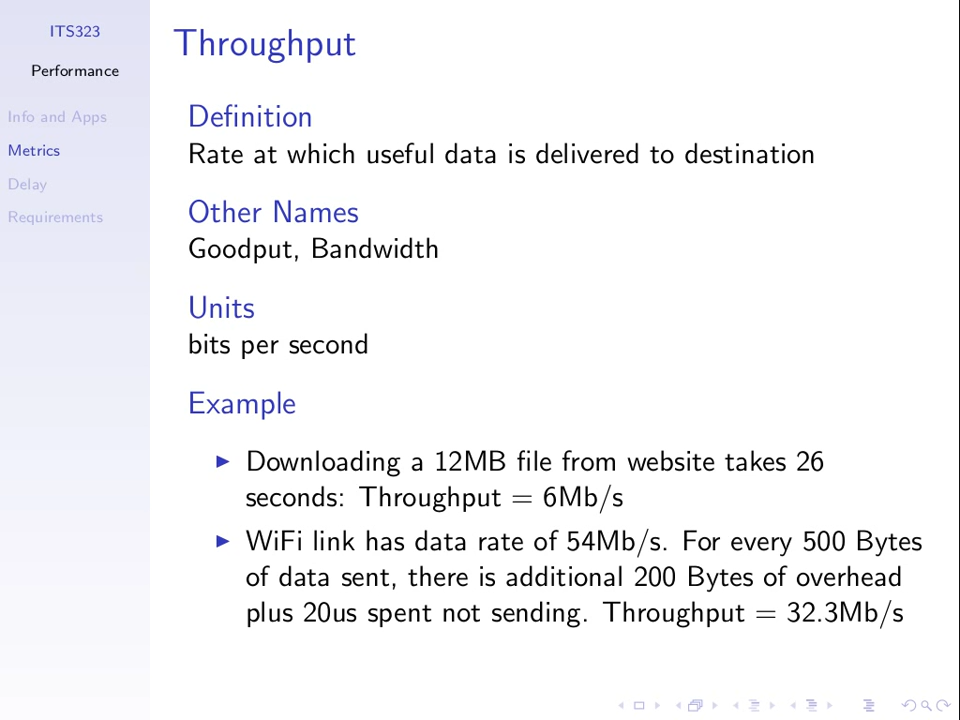 ITS323
Performance
Info and Apps
Metrics
Delay
Requirements
Throughput
Definition
Rate at which useful data is delivered to destination
Other Names
Goodput, Bandwidth
Units
bits per second
Example
Downloading a 12MB file from website takes 26
seconds: Throughput = 6Mb/s
WiFi link has data rate of 54Mb/s. For every 500 Bytes
of data sent, there is additional 200 Bytes of overhead
plus 20us spent not sending. Throughput = 32.3Mb/s